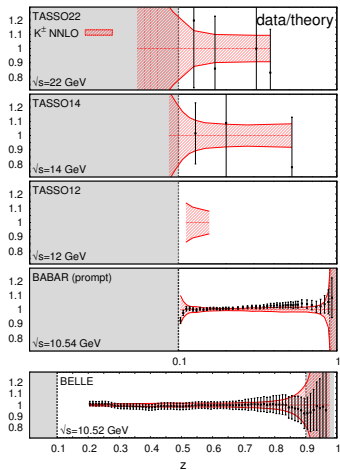 TASSO22 data/theory
K± NNLO
1.2
1.1
1
0.9
0.8
√s=22 GeV
TASSO14
1.2
1.1
1
0.9
0.8
√s=14 GeV
TASSO12
1.2
1.1
1
0.9
0.8
√s=12 GeV
BABAR (prompt)
1.2
1.1
1
0.9
0.8
√s=10.54 GeV
0.1 1
BELLE
1.2
1.1
1
0.9
0.8
√s=10.52 GeV
0.1 0.2 0.3 0.4 0.5 0.6 0.7 0.8 0.9 1
z